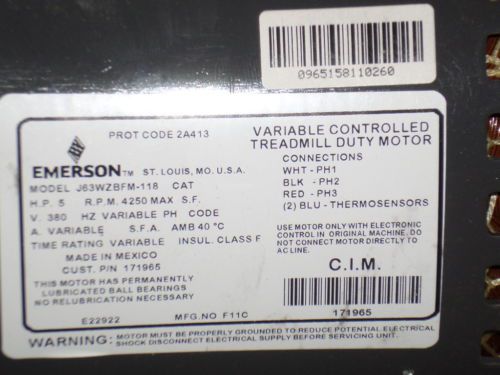 0965158110260
PROT CODE 2A413
EMERSON™ ST. LOUIS, MO. U.S.A.
MODEL J63WZBFM-118 CAT
H.P. 5 R.P.M. 4250 MAX S.F.
V. 380 HZ VARIABLE PH CODE
A. VARIABLE S.F.A. AMB 40 °C
TIME RATING VARIABLE INSUL. CLASS F
MADE IN MEXICO
CUST. P/N 171965
THIS MOTOR HAS PERMANENTLY
LUBRICATED BALL BEARINGS
NO RELUBRICATION NECESSARY
E22922 MFG.NO F11C
VARIABLE CONTROLLED
TREADMILL DUTY MOTOR
CONNECTIONS
WHT - PH1
BLK - PH2
RED - PH3
(2) BLU - THERMOSENSORS
USE MOTOR ONLY WITH ELECTRONIC
CONTROL IN ORIGINAL MACHINE. DO
NOT CONNECT MOTOR DIRECTLY TO
AC LINE.
C.I.M.
171965
WARNING: MOTOR MUST BE PROPERLY GROUNDED TO REDUCE POTENTIAL ELECTRICAL
SHOCK DISCONNECT ELECTRICAL SUPPLY BEFORE SERVICING UNIT.